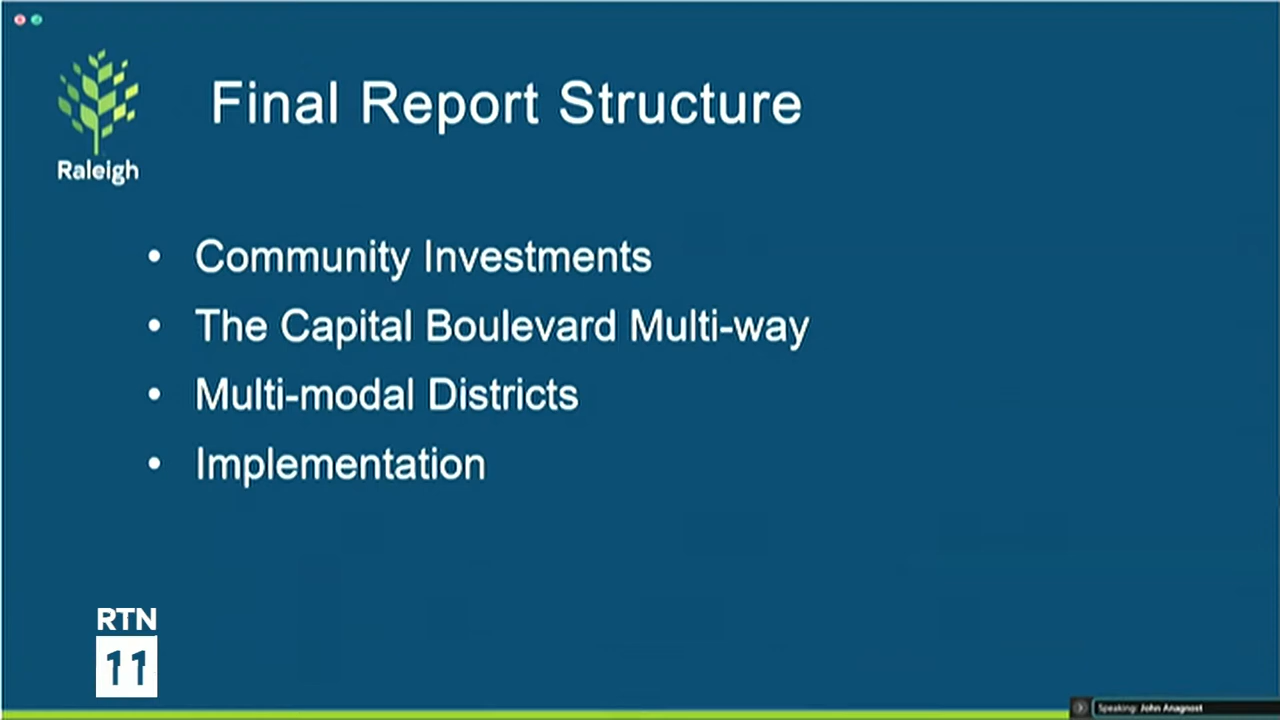 Final Report Structure
Raleigh
• Community Investments
• The Capital Boulevard Multi-way
• Multi-modal Districts
• Implementation
RTN
11
Speaking: John Anagnost